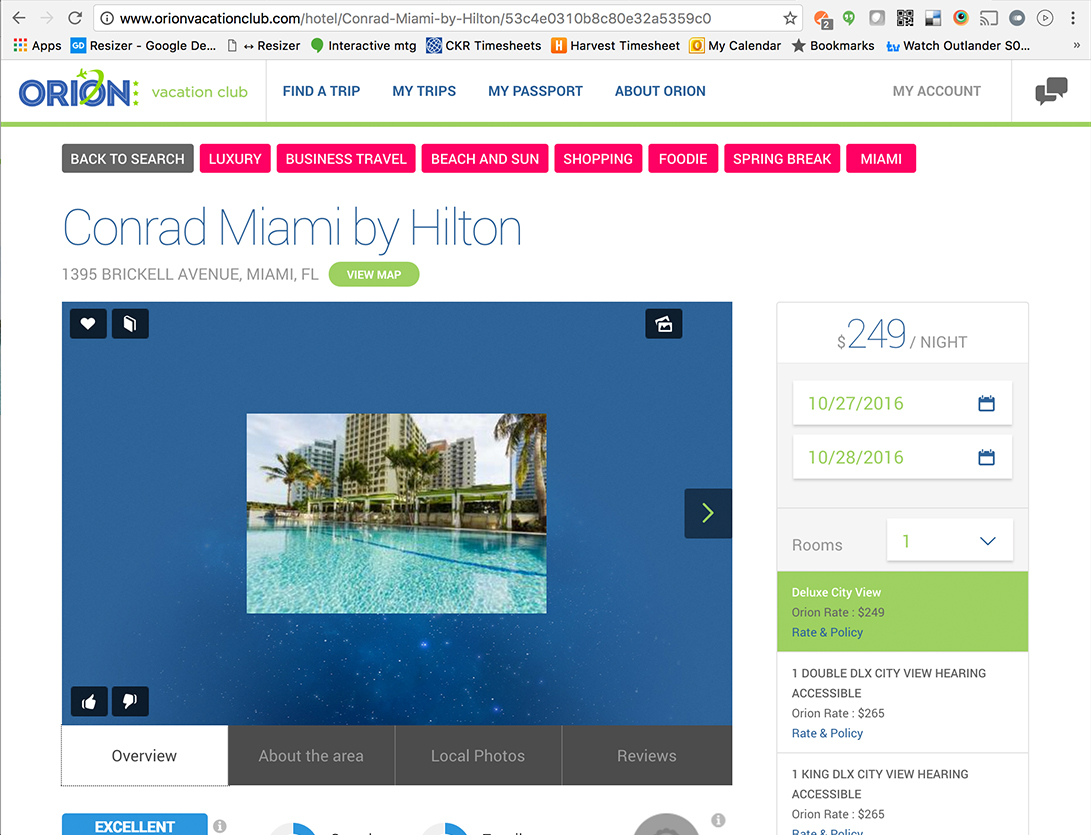 www.orionvacationclub.com/hotel/Conrad-Miami-by-Hilton/53c4e0310b8c80e32a5359c0
2
Apps GD Resizer - Google De... ↔ Resizer Interactive mtg CKR Timesheets H Harvest Timesheet O My Calendar Bookmarks tv Watch Outlander S0... »
ORION vacation club FIND A TRIP MY TRIPS MY PASSPORT ABOUT ORION MY ACCOUNT
BACK TO SEARCH LUXURY BUSINESS TRAVEL BEACH AND SUN SHOPPING FOODIE SPRING BREAK MIAMI
Conrad Miami by Hilton
1395 BRICKELL AVENUE, MIAMI, FL VIEW MAP
$249 / NIGHT
10/27/2016
10/28/2016
Rooms 1
Deluxe City View
Orion Rate : $249
Rate & Policy
1 DOUBLE DLX CITY VIEW HEARING
ACCESSIBLE
Orion Rate : $265
Rate & Policy
1 KING DLX CITY VIEW HEARING
ACCESSIBLE
Orion Rate : $265
Rate & Policy
Overview About the area Local Photos Reviews
EXCELLENT